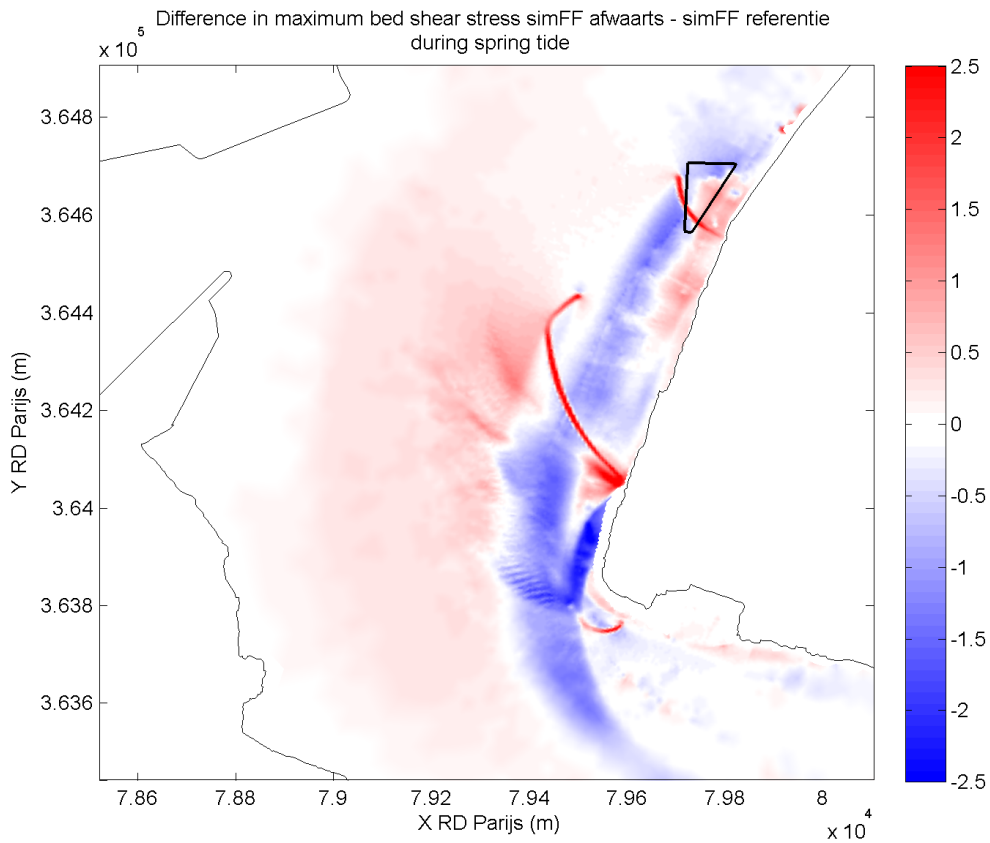 Difference in maximum bed shear stress simFF afwaarts - simFF referentie
during spring tide
x 10^5
3.648
3.646
3.644
3.642
3.64
3.638
3.636
Y RD Parijs (m)
7.86 7.88 7.9 7.92 7.94 7.96 7.98 8
X RD Parijs (m)
x 10^4
2.5
2
1.5
1
0.5
0
-0.5
-1
-1.5
-2
-2.5